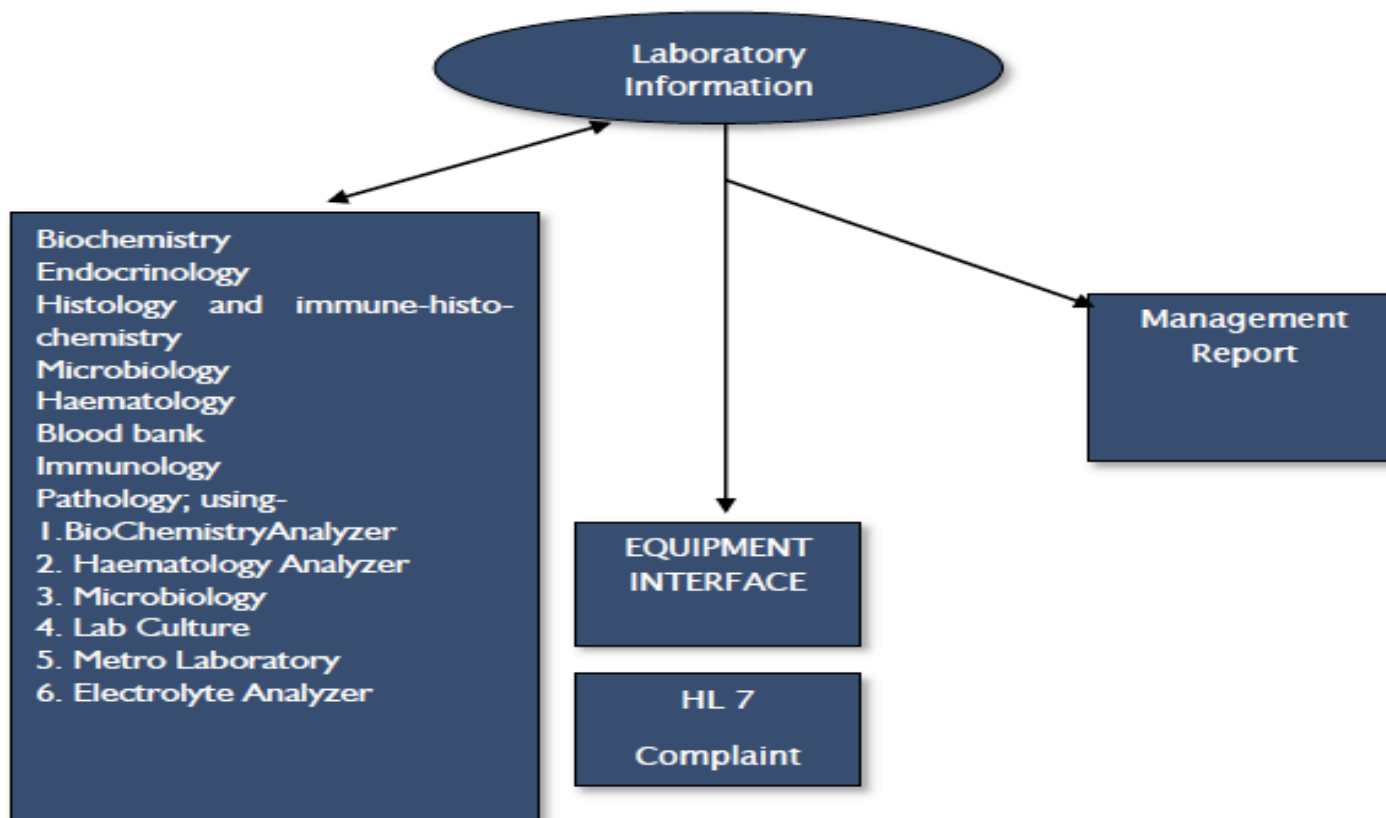 Laboratory
Information
Biochemistry
Endocrinology
Histology and immune-histo-
chemistry
Microbiology
Haematology
Blood bank
Immunology
Pathology; using-
1.BioChemistryAnalyzer
2. Haematology Analyzer
3. Microbiology
4. Lab Culture
5. Metro Laboratory
6. Electrolyte Analyzer
EQUIPMENT
INTERFACE
HL 7
Complaint
Management
Report